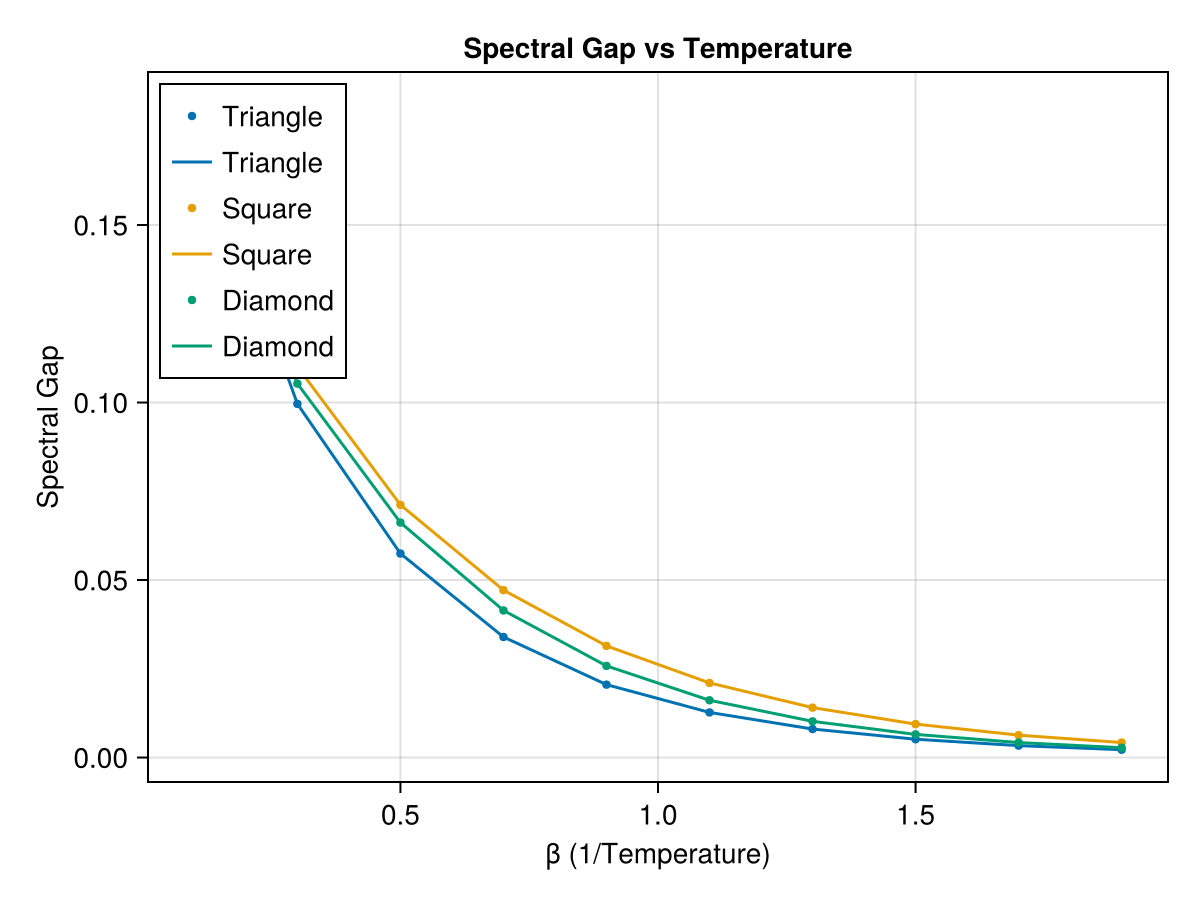 Spectral Gap vs Temperature
Triangle
Triangle
Square
Square
Diamond
Diamond
Spectral Gap
0.15
0.10
0.05
0.00
0.5
1.0
1.5
β (1/Temperature)